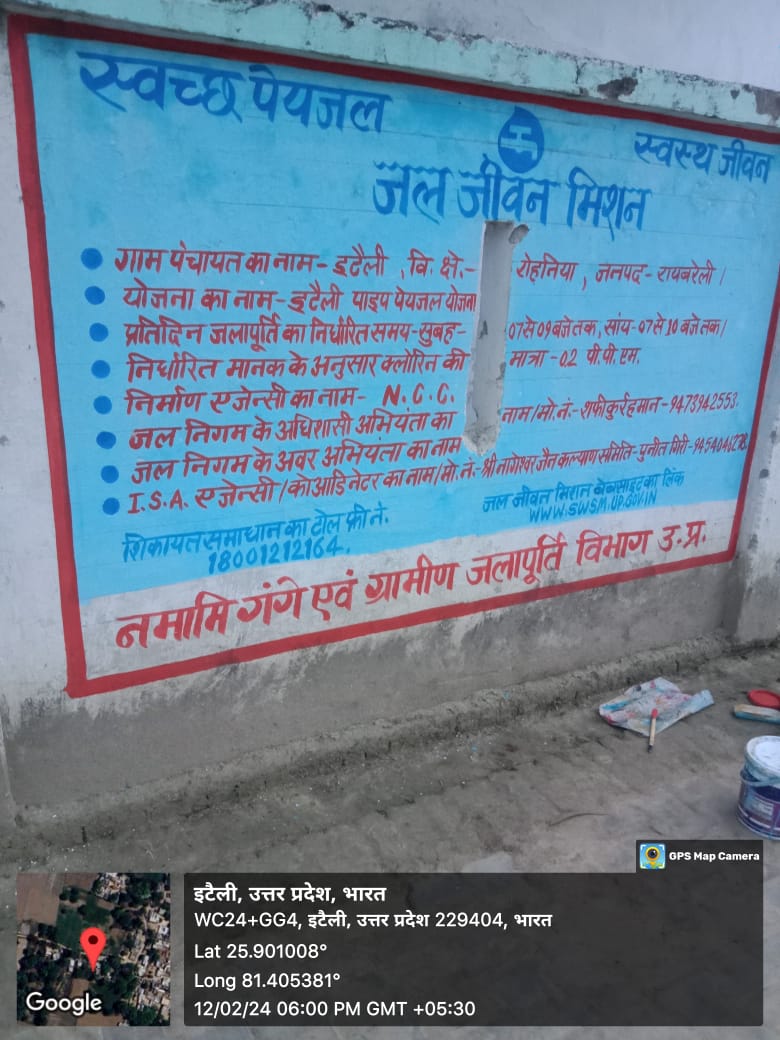 स्वच्छ पेयजल
स्वस्थ जीवन
जल जीवन मिशन
ग्राम पंचायत का नाम- इटैली , वि. क्षे.- रोहनिया , जनपद- रायबरेली ।
योजना का नाम- इटैली पाइप पेयजल योजना
प्रतिदिन जलापूर्ति का निर्धारित समय- सुबह- 07 से 09 बजे तक, सांय- 07 से 10 बजे तक ।
निर्धारित मानक के अनुसार क्लोरिन की मात्रा - 02 पी. पी. एम.
निर्माण एजेन्सी का नाम- N. C. C.
जल निगम के अधिशासी अभियंता का नाम/मो.नं.- शफीकुर्रहमान- 9473942553.
जल निगम के अवर अभियंता का नाम
I.S.A. एजेन्सी/कोआर्डिनेटर का नाम/मो.नं- श्री नागेश्वर जैन कल्याण समिति- पुनीत गिरी-
शिकायत समाधान का टोल फ्री नं.
18001212164.
जल जीवन मिशन वेबसाइट का लिंक
WWW.SWSM.UP.GOV.IN
नमामि गंगे एवं ग्रामीण जलापूर्ति विभाग उ.प्र.
GPS Map Camera
इटैली, उत्तर प्रदेश, भारत
WC24+GG4, इटैली, उत्तर प्रदेश 229404, भारत
Lat 25.901008°
Long 81.405381°
12/02/24 06:00 PM GMT +05:30
Google